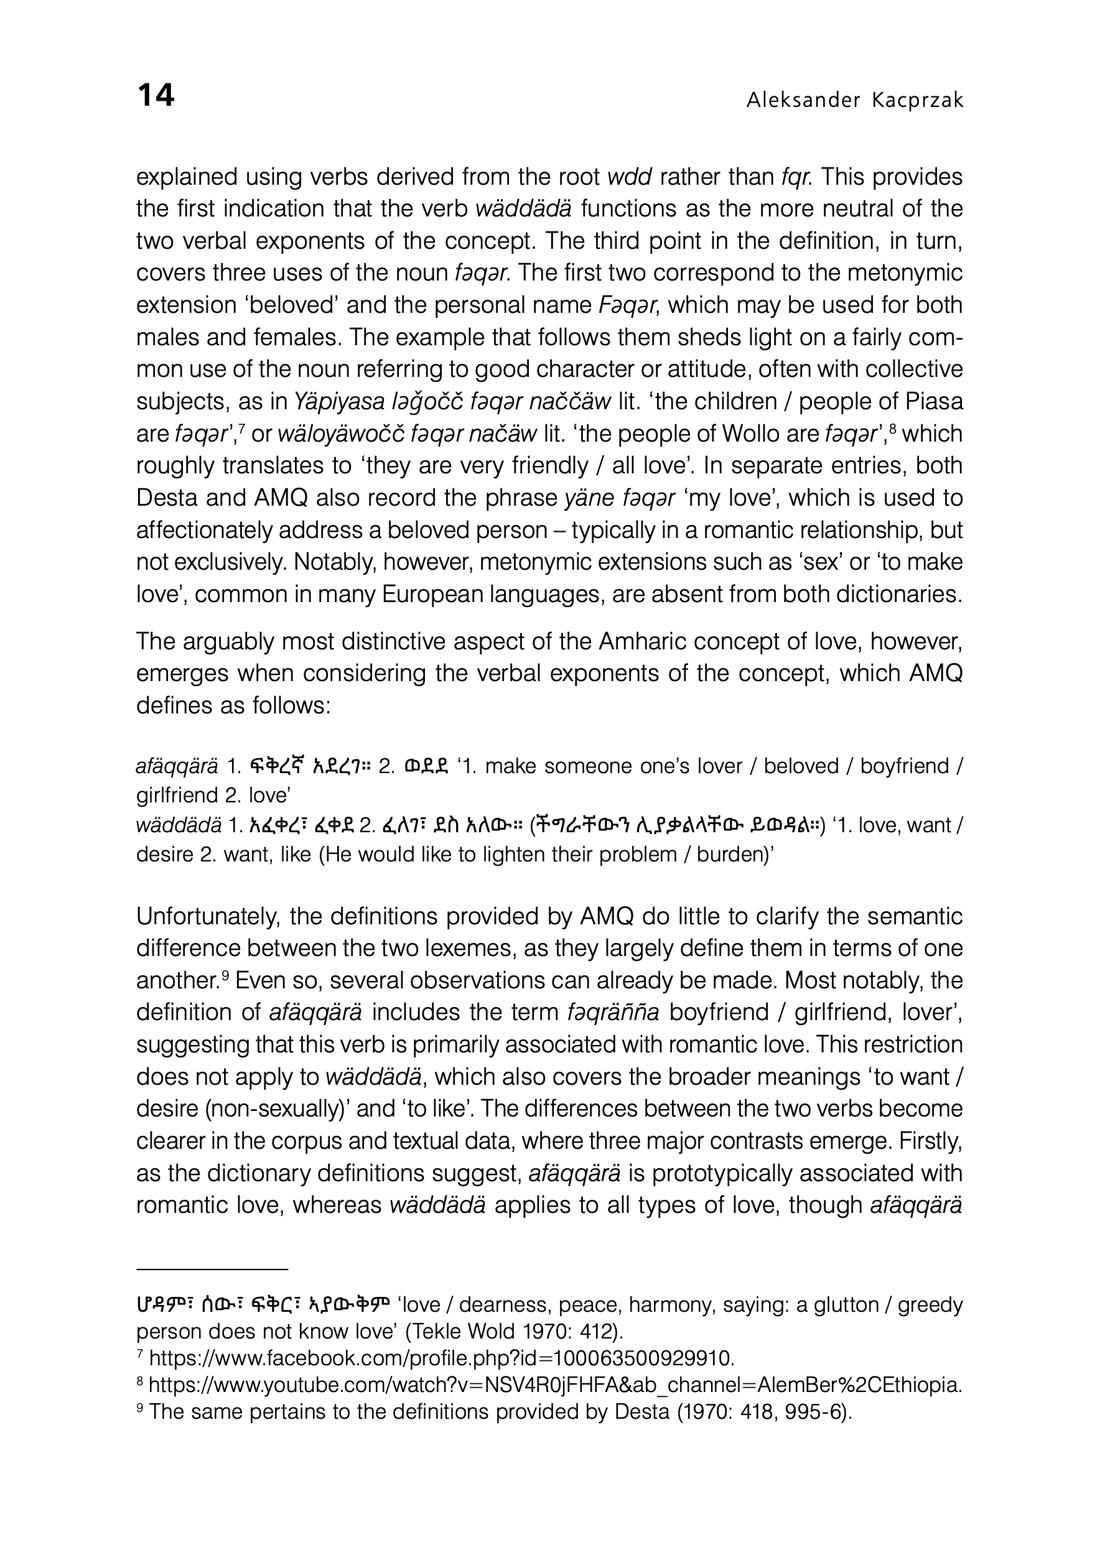 14
Aleksander Kacprzak
explained using verbs derived from the root wdd rather than fqr. This provides
the first indication that the verb wäddädä functions as the more neutral of the
two verbal exponents of the concept. The third point in the definition, in turn,
covers three uses of the noun fəqər. The first two correspond to the metonymic
extension ‘beloved’ and the personal name Fəqər, which may be used for both
males and females. The example that follows them sheds light on a fairly com-
mon use of the noun referring to good character or attitude, often with collective
subjects, as in Yäpiyasa ləǧočč fəqər naččäw lit. ‘the children / people of Piasa
are fəqər’,⁷ or wäloyäwočč fəqər načäw lit. ‘the people of Wollo are fəqər’,⁸ which
roughly translates to ‘they are very friendly / all love’. In separate entries, both
Desta and AMQ also record the phrase yäne fəqər ‘my love’, which is used to
affectionately address a beloved person – typically in a romantic relationship, but
not exclusively. Notably, however, metonymic extensions such as ‘sex’ or ‘to make
love’, common in many European languages, are absent from both dictionaries.
The arguably most distinctive aspect of the Amharic concept of love, however,
emerges when considering the verbal exponents of the concept, which AMQ
defines as follows:
afäqqärä 1. ፍቅረኛ አደረገ። 2. ወደደ ‘1. make someone one’s lover / beloved / boyfriend /
girlfriend 2. love’
wäddädä 1. አፈቀረ፣ ፈቀደ 2. ፈለገ፣ ደስ አለው። (ችግራቸውን ሊያቃልላቸው ይወዳል።) ‘1. love, want /
desire 2. want, like (He would like to lighten their problem / burden)’
Unfortunately, the definitions provided by AMQ do little to clarify the semantic
difference between the two lexemes, as they largely define them in terms of one
another.⁹ Even so, several observations can already be made. Most notably, the
definition of afäqqärä includes the term fəqräñña boyfriend / girlfriend, lover’,
suggesting that this verb is primarily associated with romantic love. This restriction
does not apply to wäddädä, which also covers the broader meanings ‘to want /
desire (non-sexually)’ and ‘to like’. The differences between the two verbs become
clearer in the corpus and textual data, where three major contrasts emerge. Firstly,
as the dictionary definitions suggest, afäqqärä is prototypically associated with
romantic love, whereas wäddädä applies to all types of love, though afäqqärä
ሆዳም፣ ሰው፣ ፍቅር፣ ኣያውቅም ‘love / dearness, peace, harmony, saying: a glutton / greedy
person does not know love’ (Tekle Wold 1970: 412).
⁷ https://www.facebook.com/profile.php?id=100063500929910.
⁸ https://www.youtube.com/watch?v=NSV4R0jFHFA&ab_channel=AlemBer%2CEthiopia.
⁹ The same pertains to the definitions provided by Desta (1970: 418, 995-6).